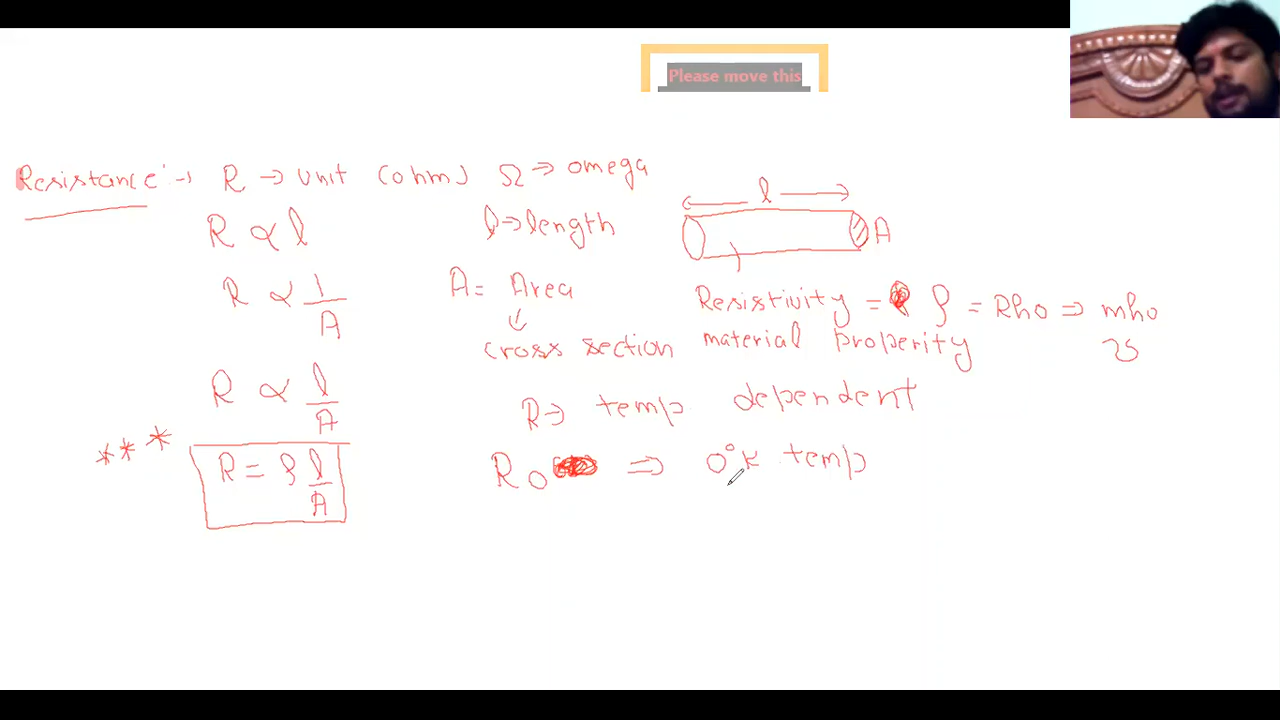 Please move this
Resistance :→ R → unit (ohm) Ω → omega
R ∝ l
l → length
l
A
R ∝ 1/A
A = Area
↓
cross section
Resistivity = ρ = Rho ⇒ mho
℧
material properity
R ∝ l/A
R → temp dependent
***
R = ρ l/A
R0 ⇒ 0°K temp